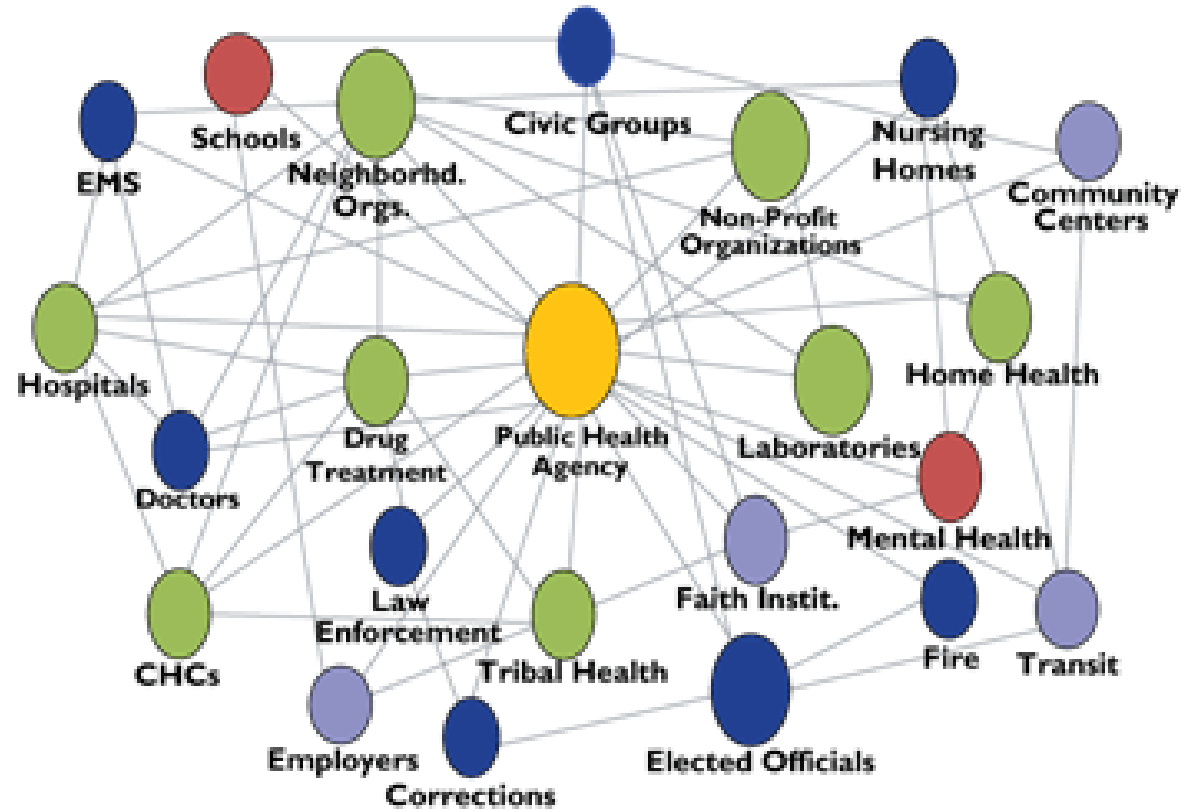 Civic Groups
Schools
Nursing
Homes
EMS
Neighborhd.
Orgs.
Community
Centers
Non-Profit
Organizations
Hospitals
Home Health
Drug
Treatment
Public Health
Agency
Laboratories
Doctors
Mental Health
Law
Enforcement
Faith Instit.
CHCs
Tribal Health
Fire
Transit
Employers
Elected Officials
Corrections